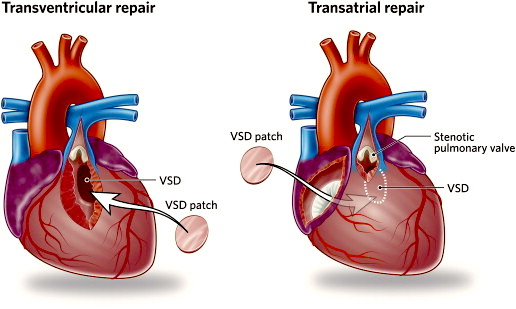 Transventricular repair
VSD
VSD patch
Transatrial repair
VSD patch
Stenotic
pulmonary valve
VSD